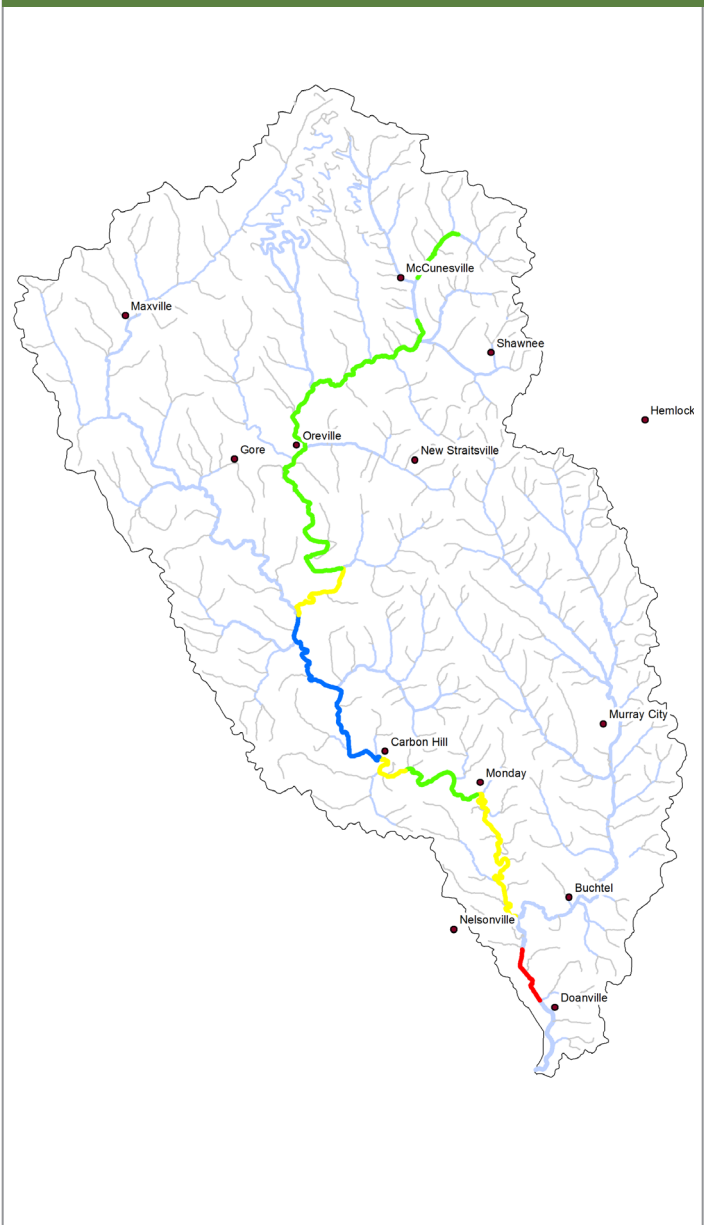 McCunesville
Maxville
Shawnee
Hemlock
Oreville
Gore
New Straitsville
Murray City
Carbon Hill
Monday
Buchtel
Nelsonville
Doanville